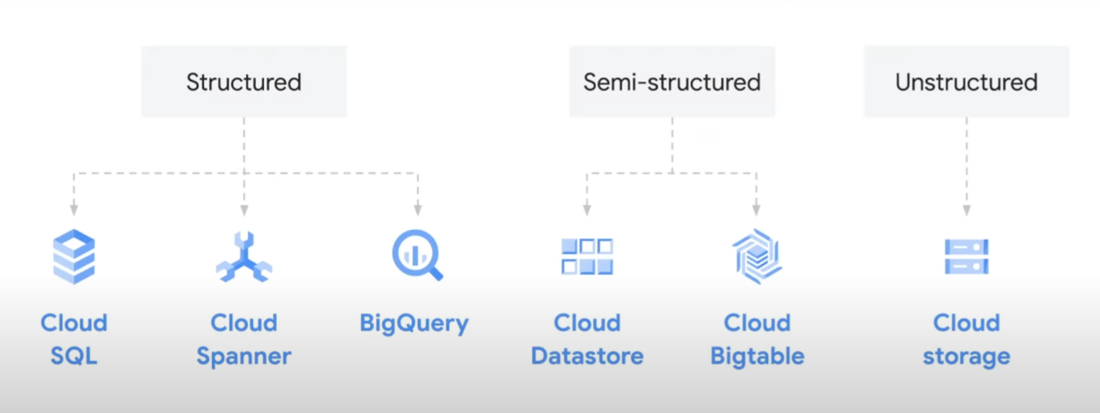 Structured
Semi-structured
Unstructured
Cloud
SQL
Cloud
Spanner
BigQuery
Cloud
Datastore
Cloud
Bigtable
Cloud
storage